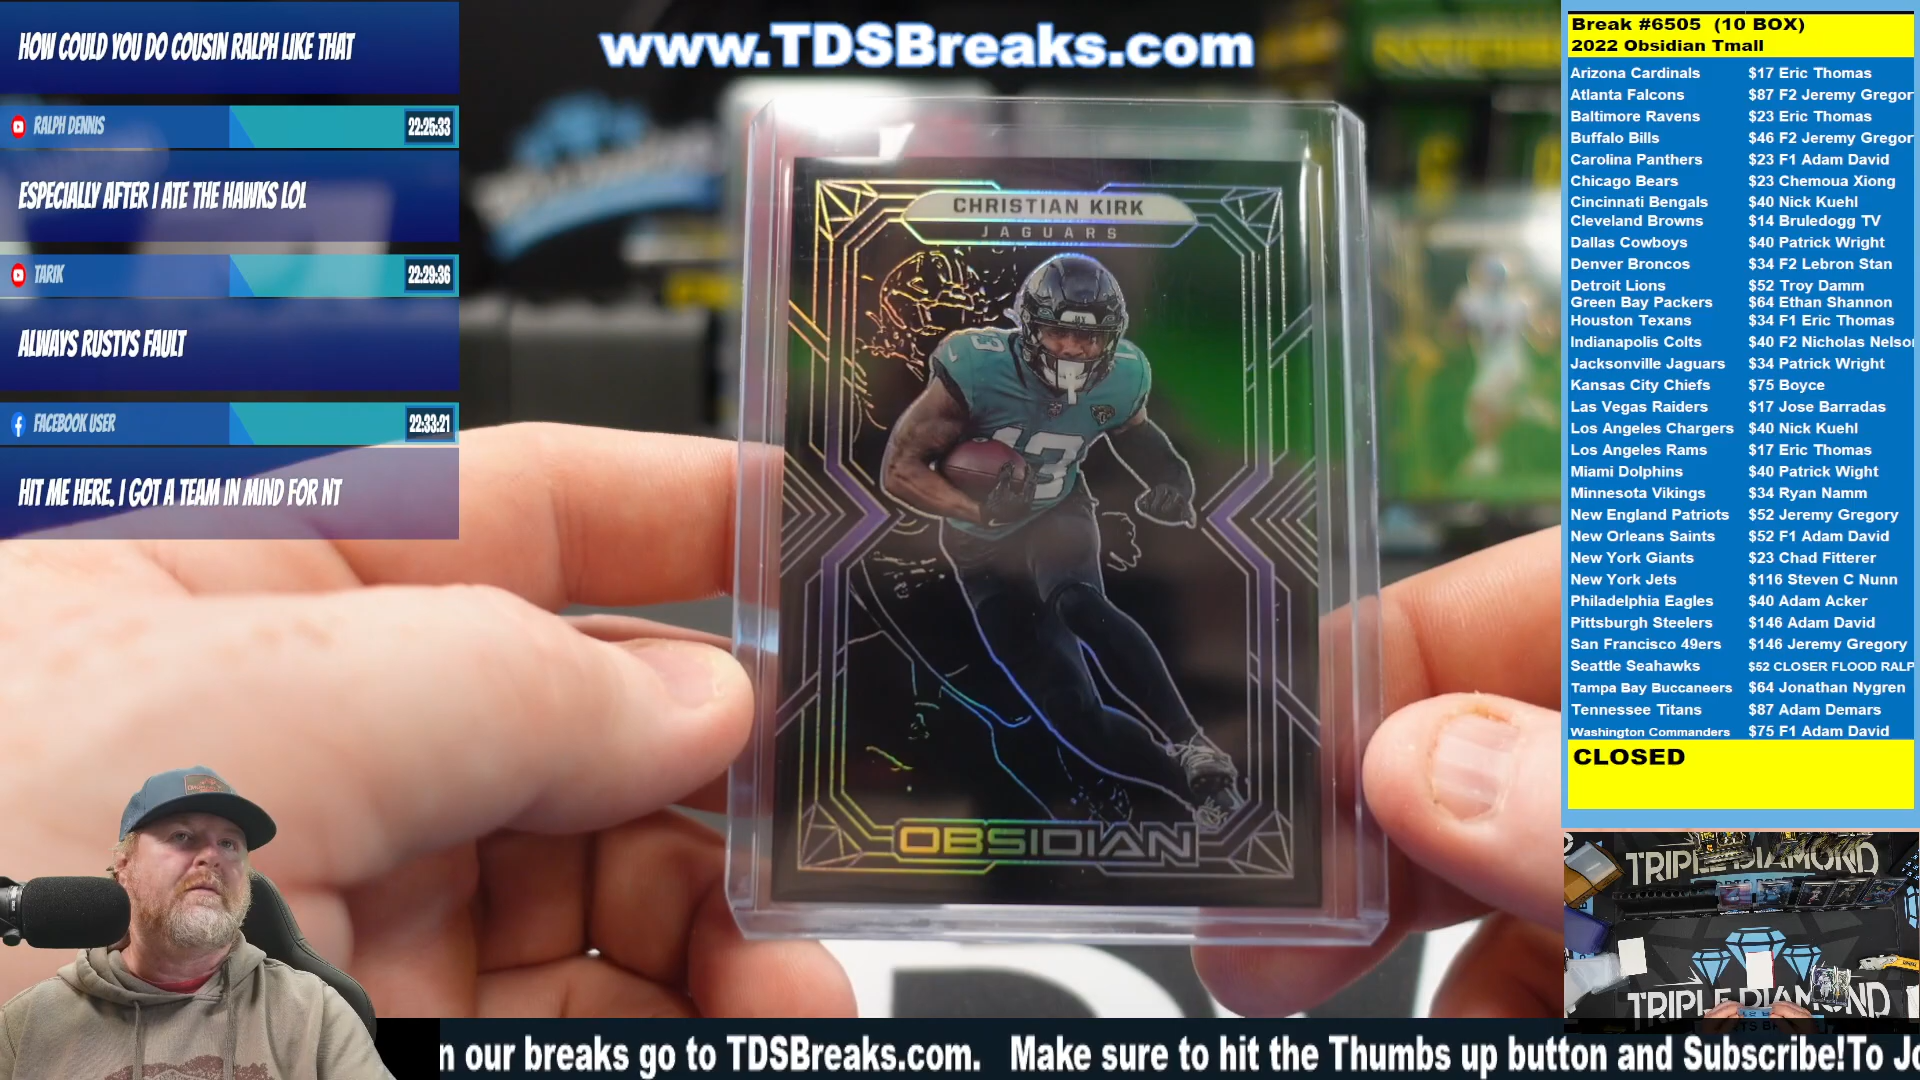 HOW COULD YOU DO COUSIN RALPH LIKE THAT
RALPH DENNIS 22:25:33
ESPECIALLY AFTER I ATE THE HAWKS LOL
TARIK 22:29:36
ALWAYS RUSTYS FAULT
FACEBOOK USER 22:33:21
HIT ME HERE, I GOT A TEAM IN MIND FOR NT
www.TDSBreaks.com
CHRISTIAN KIRK
JAGUARS
13
13
OBSIDIAN
Break #6505 (10 BOX)
2022 Obsidian Tmall
Arizona Cardinals $17 Eric Thomas
Atlanta Falcons $87 F2 Jeremy Gregor
Baltimore Ravens $23 Eric Thomas
Buffalo Bills $46 F2 Jeremy Gregor
Carolina Panthers $23 F1 Adam David
Chicago Bears $23 Chemoua Xiong
Cincinnati Bengals $40 Nick Kuehl
Cleveland Browns $14 Bruledogg TV
Dallas Cowboys $40 Patrick Wright
Denver Broncos $34 F2 Lebron Stan
Detroit Lions $52 Troy Damm
Green Bay Packers $64 Ethan Shannon
Houston Texans $34 F1 Eric Thomas
Indianapolis Colts $40 F2 Nicholas Nelson
Jacksonville Jaguars $34 Patrick Wright
Kansas City Chiefs $75 Boyce
Las Vegas Raiders $17 Jose Barradas
Los Angeles Chargers $40 Nick Kuehl
Los Angeles Rams $17 Eric Thomas
Miami Dolphins $40 Patrick Wight
Minnesota Vikings $34 Ryan Namm
New England Patriots $52 Jeremy Gregory
New Orleans Saints $52 F1 Adam David
New York Giants $23 Chad Fitterer
New York Jets $116 Steven C Nunn
Philadelphia Eagles $40 Adam Acker
Pittsburgh Steelers $146 Adam David
San Francisco 49ers $146 Jeremy Gregory
Seattle Seahawks $52 CLOSER FLOOD RALP
Tampa Bay Buccaneers $64 Jonathan Nygren
Tennessee Titans $87 Adam Demars
Washington Commanders $75 F1 Adam David
CLOSED
TRIPLE DIAMOND
TRIPLE DIAMOND
n our breaks go to TDSBreaks.com. Make sure to hit the Thumbs up button and Subscribe!To Jo